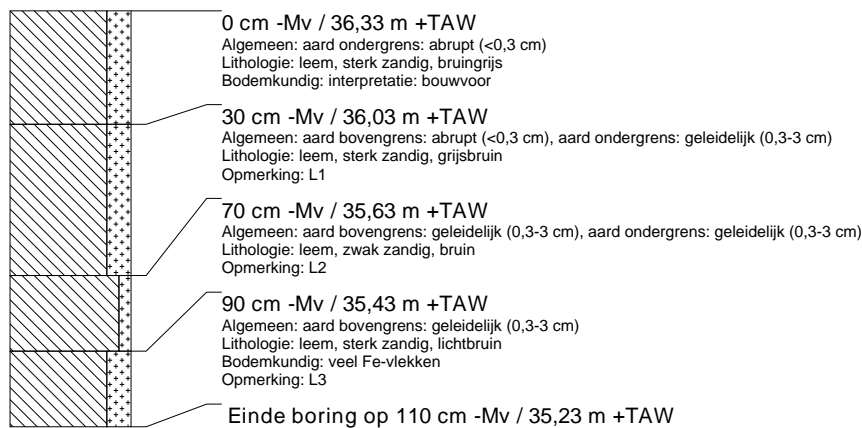 0 cm -Mv / 36,33 m +TAW
Algemeen: aard ondergrens: abrupt (<0,3 cm)
Lithologie: leem, sterk zandig, bruingrijs
Bodemkundig: interpretatie: bouwvoor
30 cm -Mv / 36,03 m +TAW
Algemeen: aard bovengrens: abrupt (<0,3 cm), aard ondergrens: geleidelijk (0,3-3 cm)
Lithologie: leem, sterk zandig, grijsbruin
Opmerking: L1
70 cm -Mv / 35,63 m +TAW
Algemeen: aard bovengrens: geleidelijk (0,3-3 cm), aard ondergrens: geleidelijk (0,3-3 cm)
Lithologie: leem, zwak zandig, bruin
Opmerking: L2
90 cm -Mv / 35,43 m +TAW
Algemeen: aard bovengrens: geleidelijk (0,3-3 cm)
Lithologie: leem, sterk zandig, lichtbruin
Bodemkundig: veel Fe-vlekken
Opmerking: L3
Einde boring op 110 cm -Mv / 35,23 m +TAW